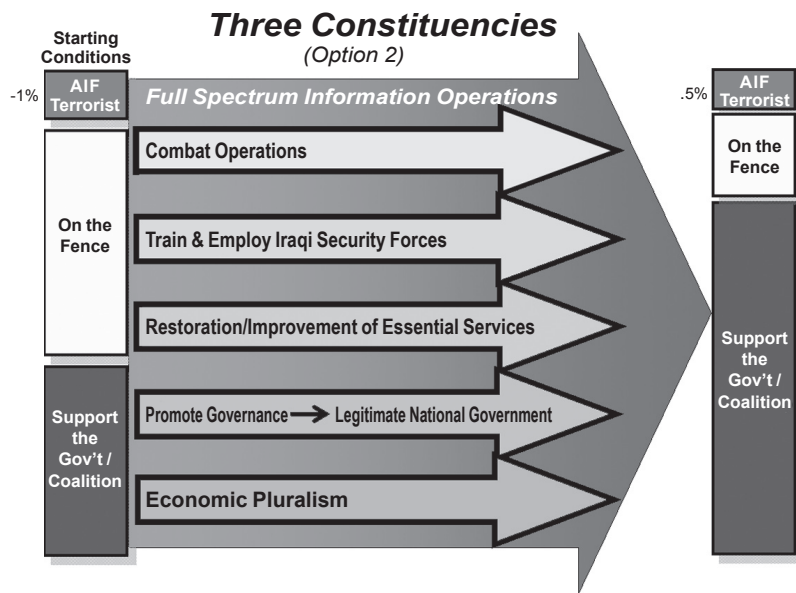 Three Constituencies
(Option 2)
Starting
Conditions
-1%
AIF
Terrorist
On the
Fence
Support
the
Gov't /
Coalition
Full Spectrum Information Operations
Combat Operations
Train & Employ Iraqi Security Forces
Restoration/Improvement of Essential Services
Promote Governance → Legitimate National Government
Economic Pluralism
.5%
AIF
Terrorist
On the
Fence
Support
the
Gov't /
Coalition